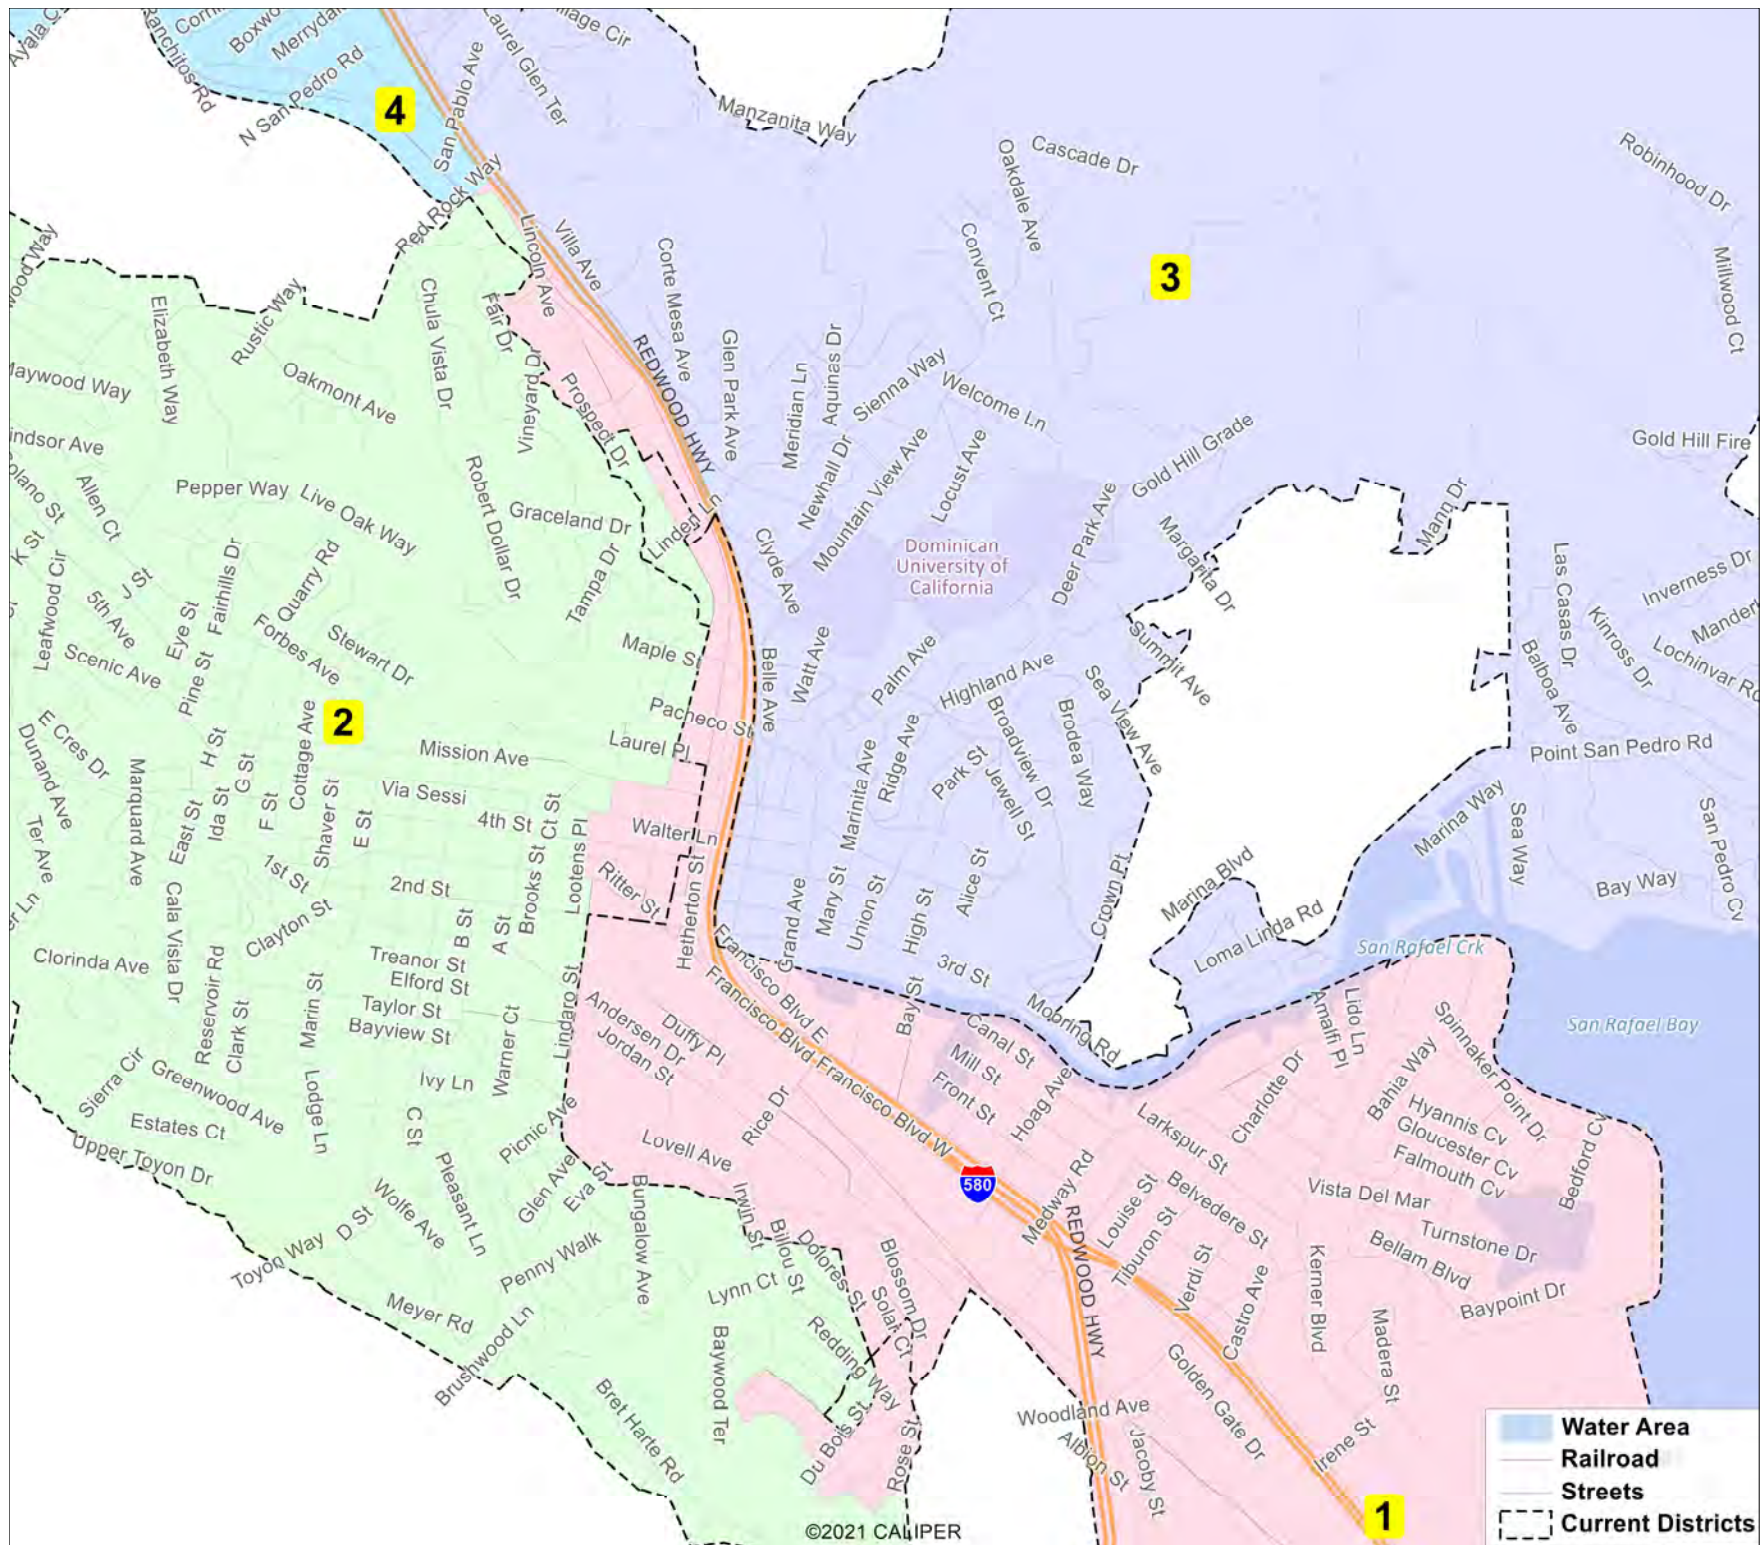 Ayala C
Ranchitos Rd
Boxwo
Merrydal
N San Pedro Rd
4
San Pablo Ave
Laurel Glen Ter
llage Cir
Manzanita Way
Red Rock Way
Lincoln Ave
Villa Ave
Oakdale Ave
Cascade Dr
Convent Ct
3
Robinhood Dr
Millwood Ct
wood Way
Elizabeth Way
Rustic Way
Chula Vista Dr
Fair Dr
Corte Mesa Ave
REDWOOD HWY
Glen Park Ave
Meridian Ln
Aquinas Dr
Sienna Way
Welcome Ln
Maywood Way
Oakmont Ave
Vineyard Dr
Prospect Dr
indsor Ave
olano St
Allen Ct
Pepper Way
Live Oak Way
Robert Dollar Dr
Graceland Dr
Linden Ln
Newhall Dr
Mountain View Ave
Locust Ave
Gold Hill Grade
Gold Hill Fire
Mann Dr
Deer Park Ave
Margarita Dr
Dominican
University of
California
K St
J St
Leafwood Cir
5th Ave
Eye St
Fairhills Dr
Quarry Rd
Forbes Ave
Stewart Dr
Tampa Dr
Clyde Ave
Las Casas Dr
Inverness Dr
Kinross Dr
Mander
Lochinvar Rd
Balboa Ave
Scenic Ave
Pine St
Maple St
Pacheco St
Belle Ave
Watt Ave
Palm Ave
Highland Ave
Summit Ave
Sea View Ave
Brodea Way
Broadview Dr
E Cres Dr
Dunand Ave
H St
G St
Cottage Ave
2
Mission Ave
Laurel Pl
Ridge Ave
Marinita Ave
Park St
Jewell St
Point San Pedro Rd
Marquard Ave
Ter Ave
East St
Ida St
F St
Shaver St
E St
Via Sessi
4th St
Ct St
Lootens Pl
Walter Ln
Marina Way
Sea Way
San Pedro Cv
Bay Way
er Ln
1st St
2nd St
Brooks St
Ritter St
Hetherton St
Grand Ave
Mary St
Union St
High St
Alice St
Crown Pt
Marina Blvd
Loma Linda Rd
San Rafael Crk
Clorinda Ave
Cala Vista Dr
Clayton St
Treanor St
B St
A St
Elford St
Taylor St
Bayview St
Reservoir Rd
Clark St
Marin St
Lindaro St
Warner Ct
Francisco Blvd E
Francisco Blvd
3rd St
Bay St
Canal St
Mooring Rd
Amalfi Pl
Lido Ln
Spinnaker Point Dr
San Rafael Bay
Andersen Dr
Duffy Pl
Jordan St
Francisco Blvd W
Mill St
Front St
Hoag Ave
Sierra Cir
Greenwood Ave
Estates Ct
Upper Toyon Dr
Lodge Ln
Ivy Ln
C St
Picnic Ave
Rice Dr
Lovell Ave
Larkspur St
Charlotte Dr
Bahia Way
Hyannis Cv
Gloucester Cv
Falmouth Cv
Bedford Cv
580
Toyon Way
D St
Wolfe Ave
Pleasant Ln
Glen Ave
Eva St
Bungalow Ave
Irwin St
Billou St
Dolores St
Medway Rd
Louise St
Belvedere St
Vista Del Mar
Turnstone Dr
Bellam Blvd
Baypoint Dr
Meyer Rd
Penny Walk
Brushwood Ln
Lynn Ct
Blossom Dr
Solar Ct
Redding Way
REDWOOD HWY
Tiburon St
Verdi St
Castro Ave
Kerner Blvd
Madera St
Bret Harte Rd
Baywood Ter
Du Bois St
Rose St
Woodland Ave
Albion St
Jacoby St
Golden Gate Dr
Irene St
1
©2021 CALIPER
Water Area
Railroad
Streets
Current Districts